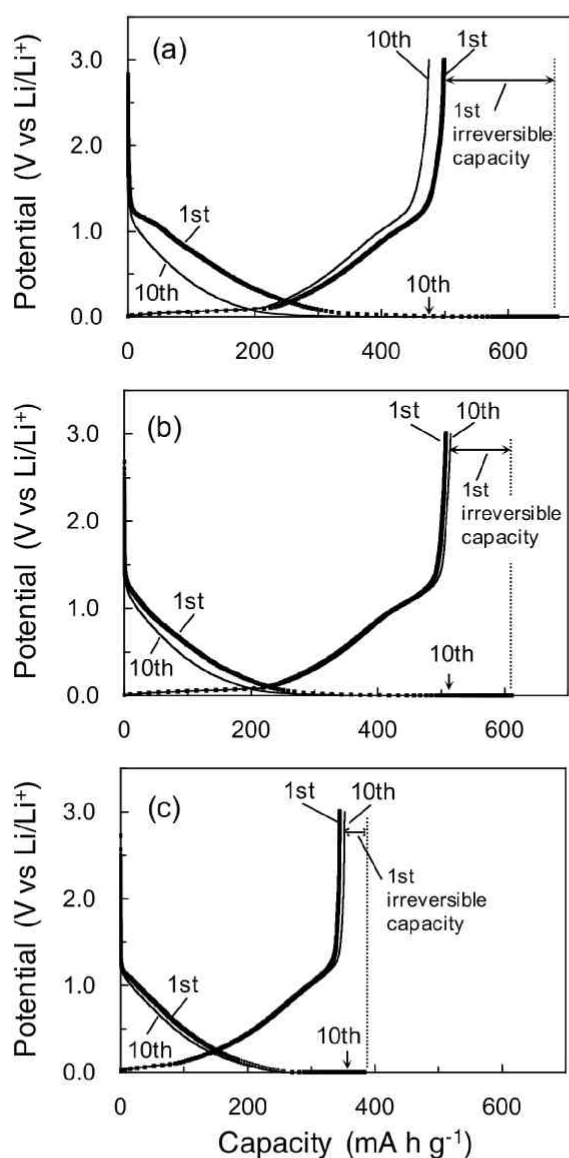 (a)
10th
1st
3.0
1st
irreversible
capacity
2.0
1st
1.0
10th
10th
0.0
0
200
400
600
Potential (V vs Li/Li⁺)
(b)
1st
10th
3.0
1st
irreversible
capacity
2.0
1st
1.0
10th
10th
0.0
0
200
400
600
Potential (V vs Li/Li⁺)
(c)
1st
10th
3.0
1st
irreversible
capacity
2.0
1st
1.0
10th
10th
0.0
0
200
400
600
Potential (V vs Li/Li⁺)
Capacity (mA h g⁻¹)